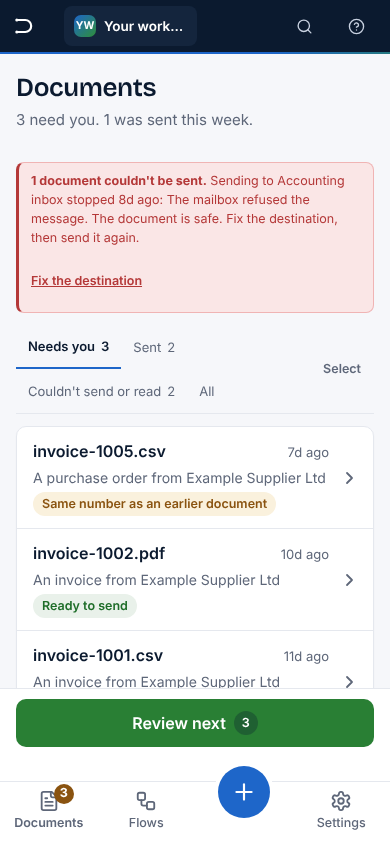 YW Your work...
Documents
3 need you. 1 was sent this week.
1 document couldn't be sent. Sending to Accounting
inbox stopped 8d ago: The mailbox refused the
message. The document is safe. Fix the destination,
then send it again.
Fix the destination
Needs you 3 Sent 2
Select
Couldn't send or read 2 All
invoice-1005.csv 7d ago
A purchase order from Example Supplier Ltd
Same number as an earlier document
invoice-1002.pdf 10d ago
An invoice from Example Supplier Ltd
Ready to send
invoice-1001.csv 11d ago
An invoice from Example Supplier Ltd
Review next 3
3
Documents Flows Settings